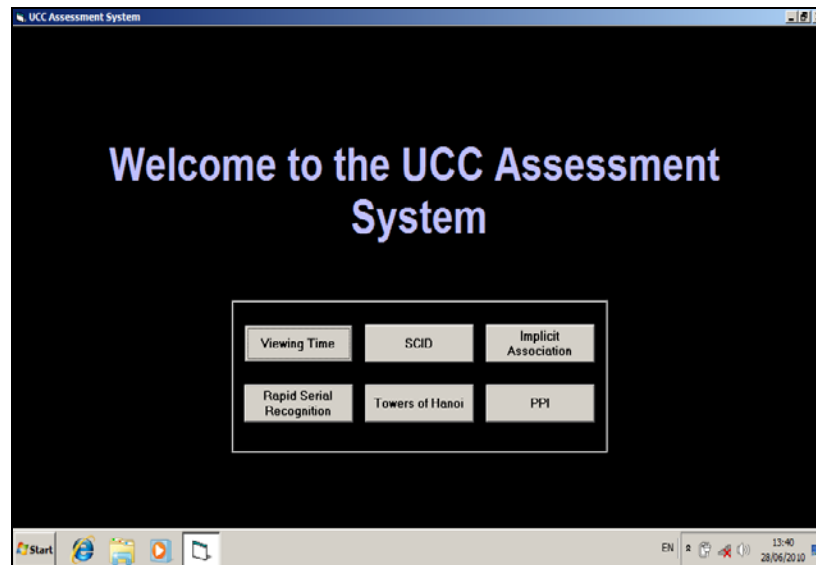 UCC Assessment System
Welcome to the UCC Assessment
System
Viewing Time
SCID
Implicit
Association
Rapid Serial
Recognition
Towers of Hanoi
PPI
Start
EN
13:40
28/06/2010